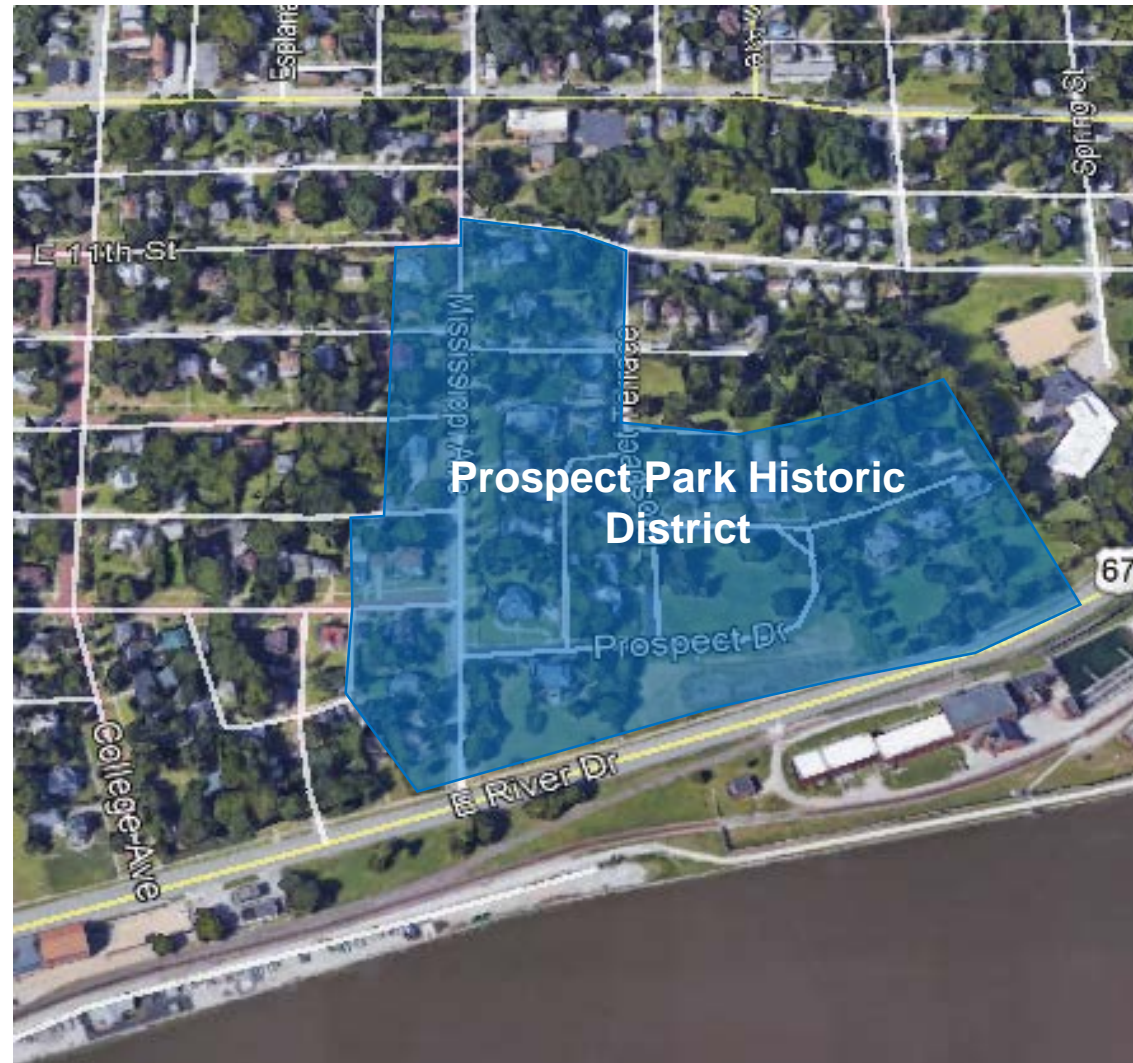 Esplana
Spring St
E 11th St
Mississippi Ave
Prospect Terrace
Prospect Park Historic
District
67
Prospect Dr
E River Dr
College Ave